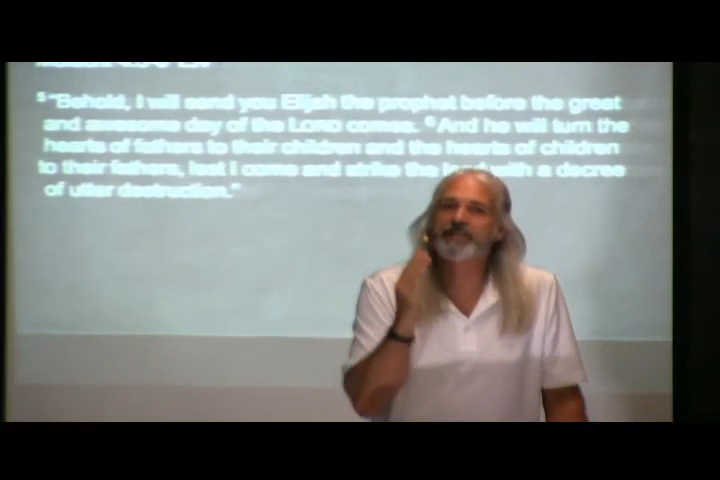 ⁵ "Behold, I will send you Elijah the prophet before the great
and awesome day of the LORD comes. ⁶ And he will turn the
hearts of fathers to their children and the hearts of children
to their fathers, lest I come and strike the land with a decree
of utter destruction."